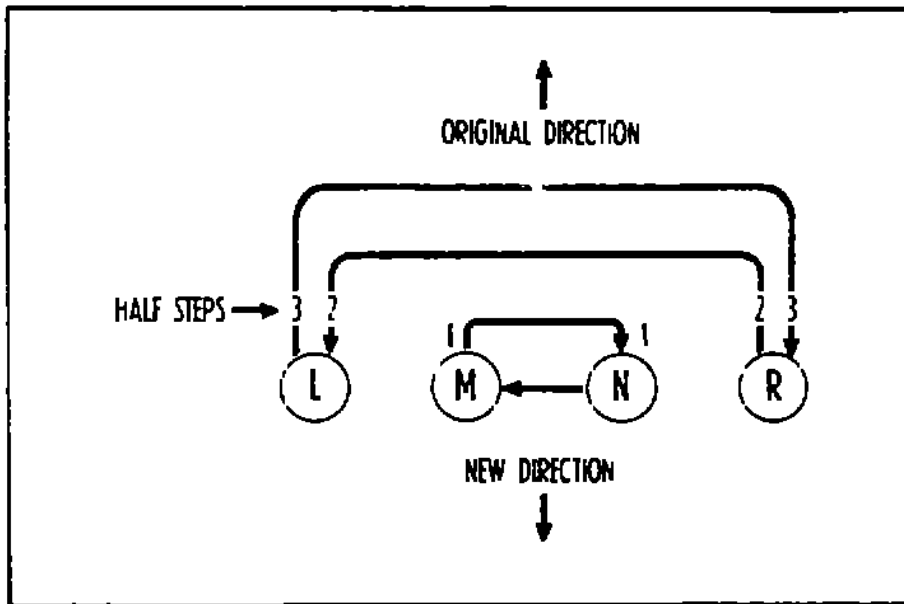 ORIGINAL DIRECTION
HALF STEPS 3 2 2 3
1 1
L M N R
NEW DIRECTION